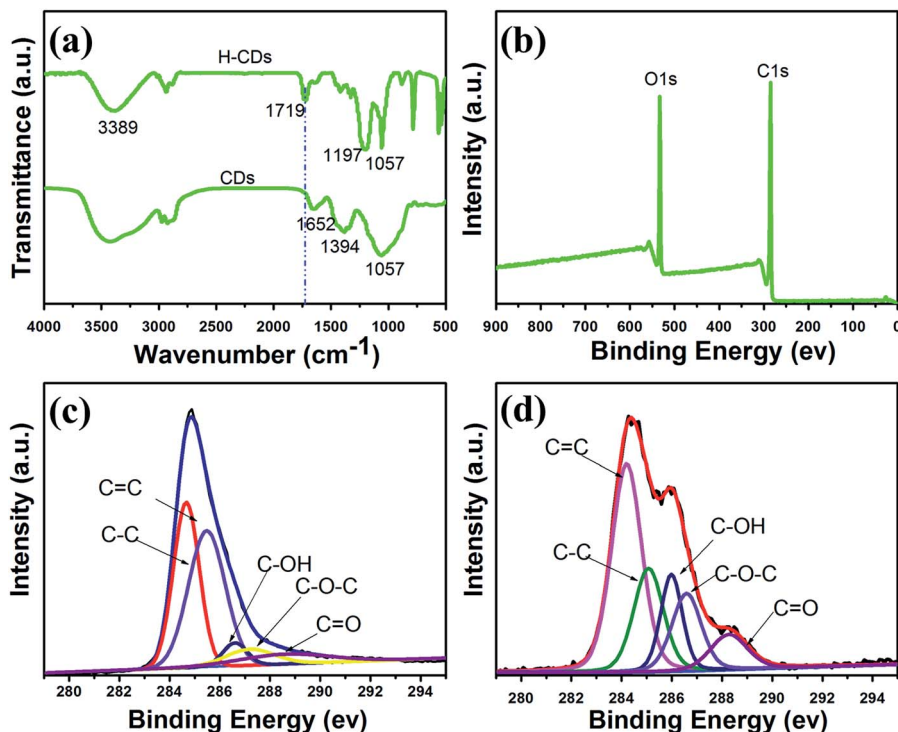 (a)
H-CDs
3389
1719
1197
1057
CDs
1652
1394
1057
Transmittance (a.u.)
4000 3000 2500 2000 1500 1000 500
Wavenumber (cm-1)
(b)
O1s
C1s
Intensity (a.u.)
900 800 700 600 500 400 300 200 100 0
Binding Energy (ev)
(c)
C=C
C-C
C-OH
C-O-C
C=O
Intensity (a.u.)
280 282 284 286 288 290 292 294
Binding Energy (ev)
(d)
C=C
C-C
C-OH
C-O-C
C=O
Intensity (a.u.)
280 282 284 286 288 290 292 294
Binding Energy (ev)